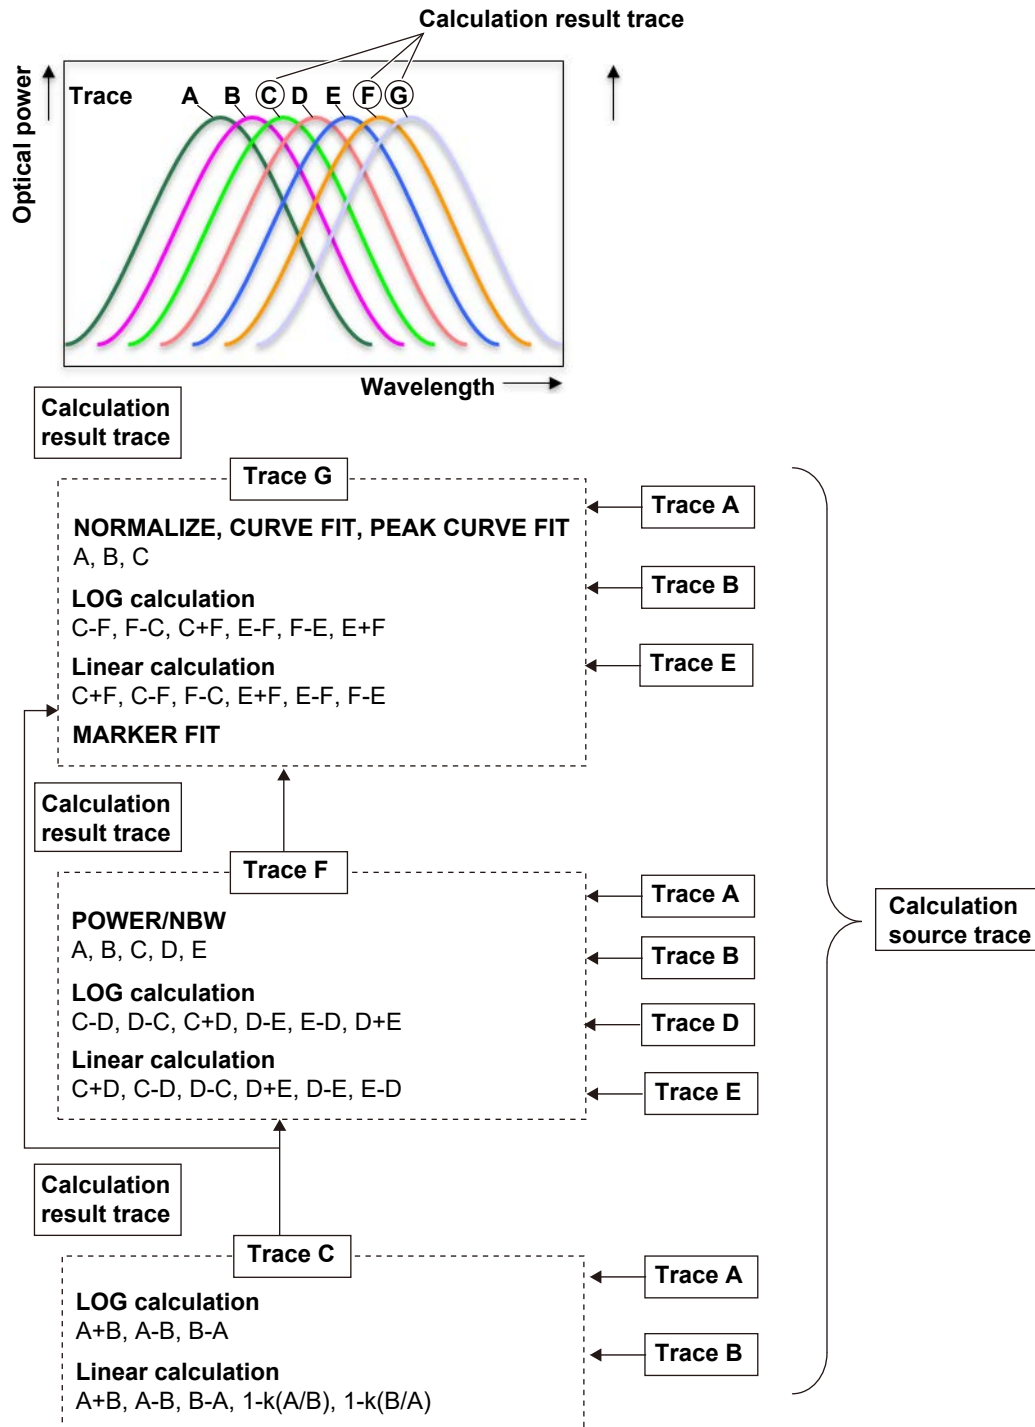 Calculation result trace
Optical power
Trace A B C D E F G
Wavelength
Calculation
result trace
Trace G
NORMALIZE, CURVE FIT, PEAK CURVE FIT
A, B, C
LOG calculation
C-F, F-C, C+F, E-F, F-E, E+F
Linear calculation
C+F, C-F, F-C, E+F, E-F, F-E
MARKER FIT
Trace A
Trace B
Trace E
Calculation
result trace
Trace F
POWER/NBW
A, B, C, D, E
LOG calculation
C-D, D-C, C+D, D-E, E-D, D+E
Linear calculation
C+D, C-D, D-C, D+E, D-E, E-D
Trace A
Trace B
Trace D
Trace E
Calculation
source trace
Calculation
result trace
Trace C
LOG calculation
A+B, A-B, B-A
Linear calculation
A+B, A-B, B-A, 1-k(A/B), 1-k(B/A)
Trace A
Trace B